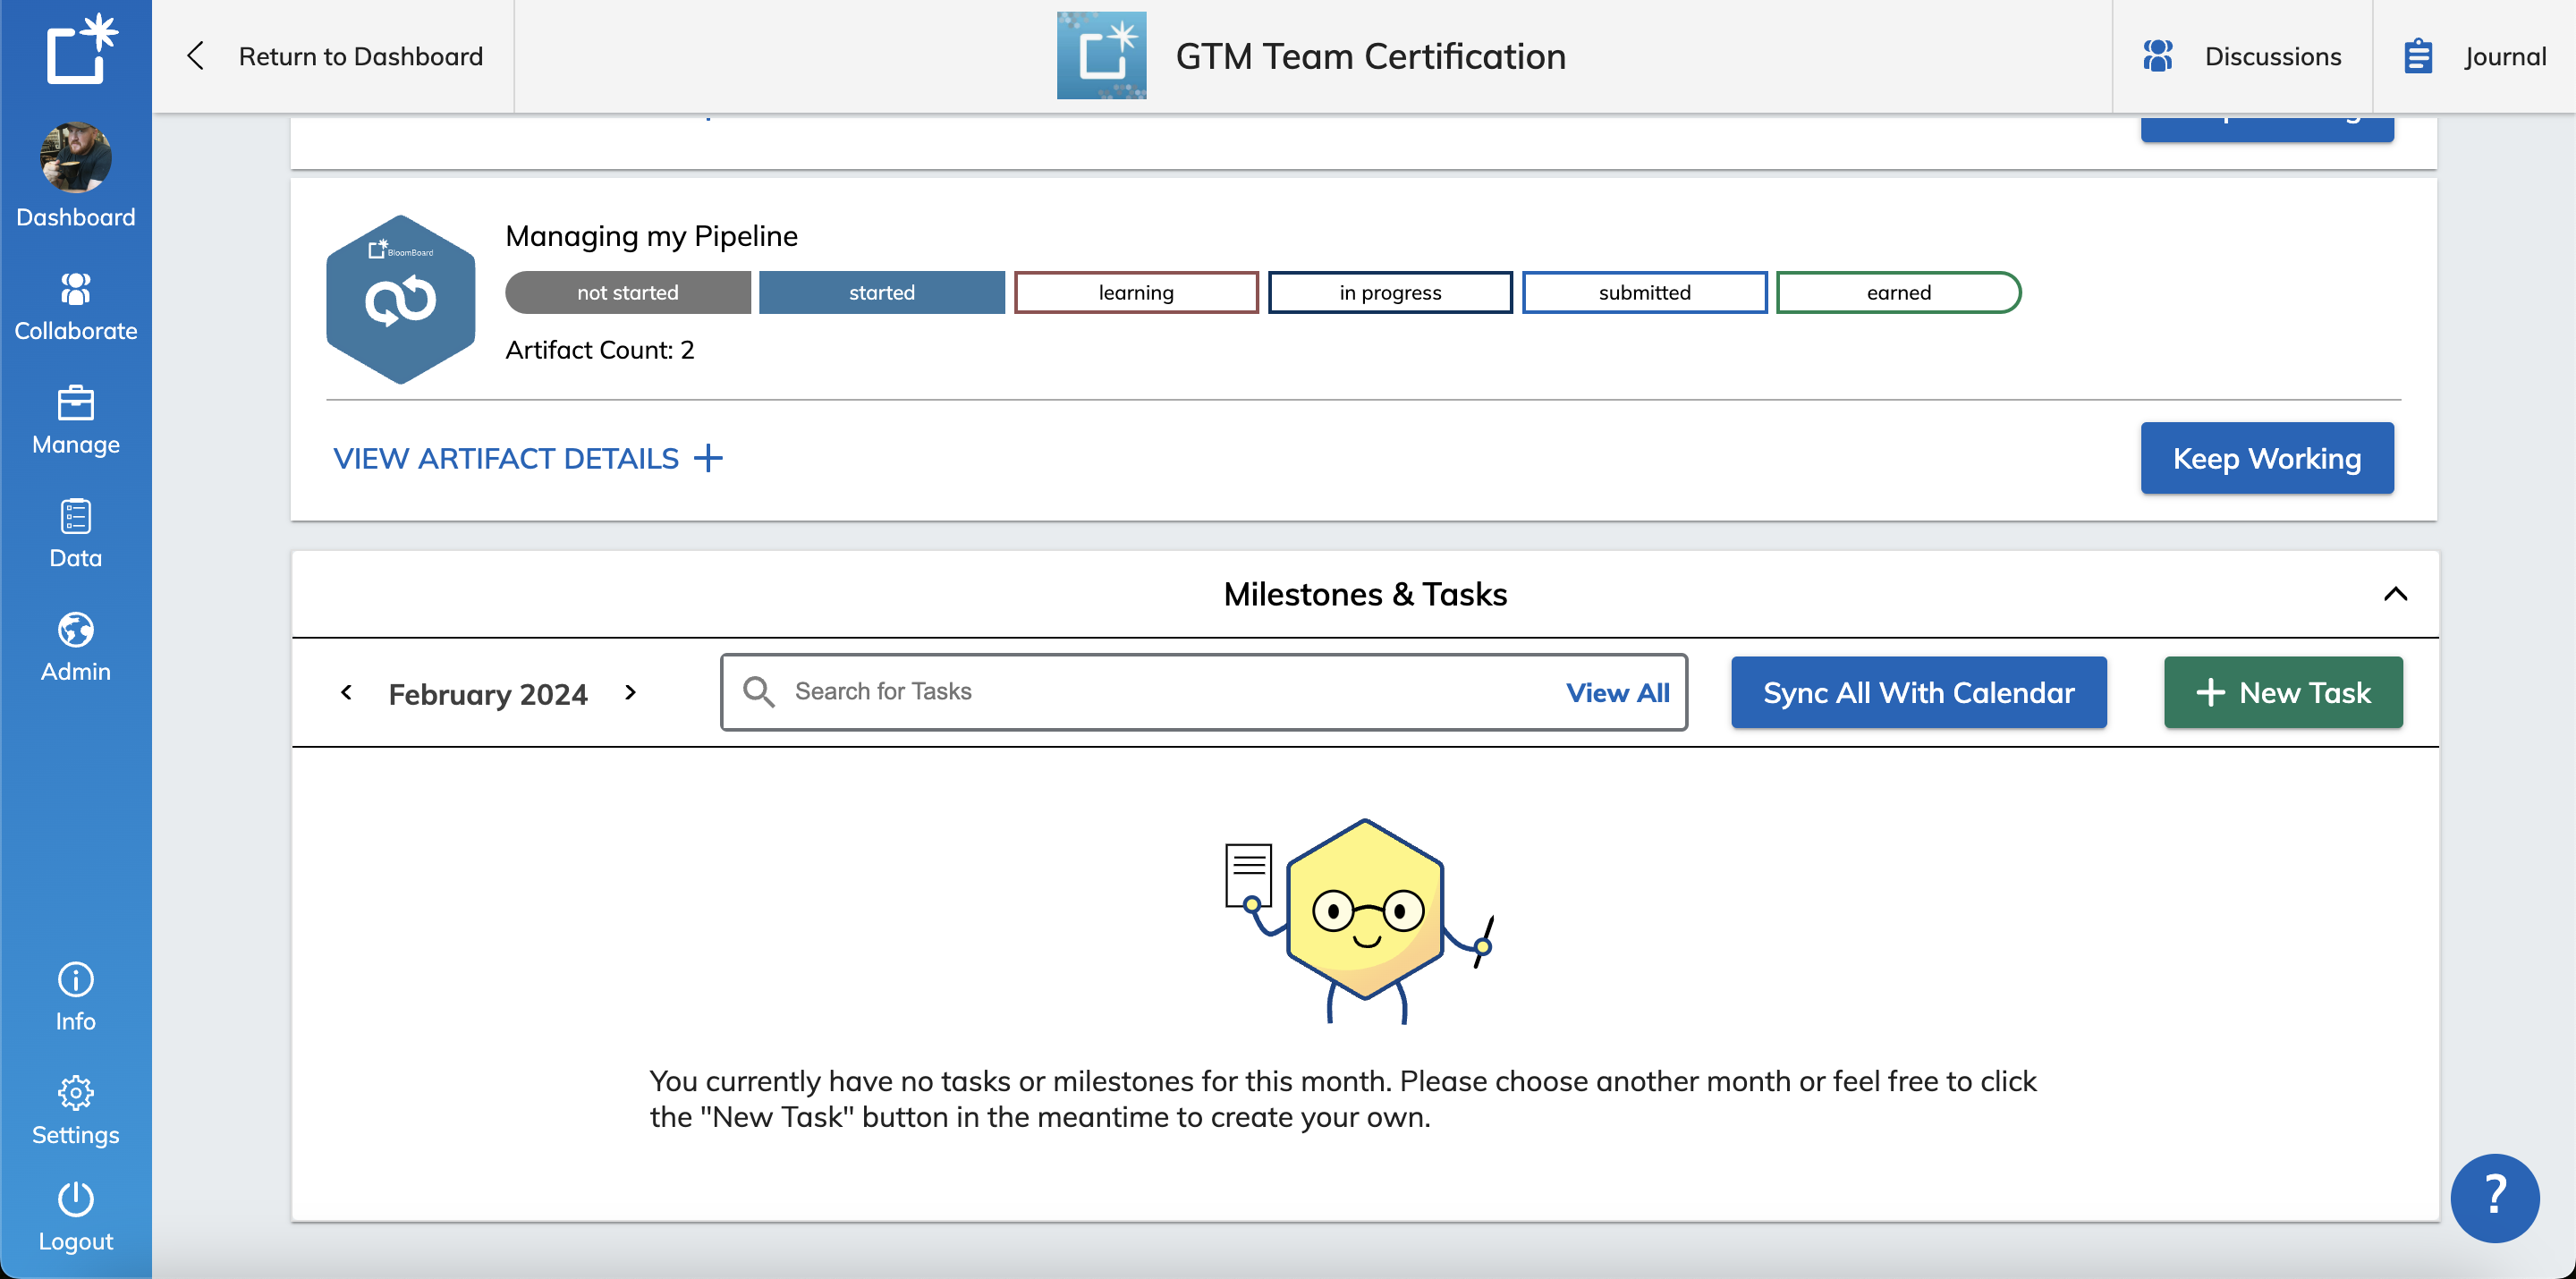 Return to Dashboard
GTM Team Certification
Discussions
Journal
Dashboard
Collaborate
Manage
Data
Admin
Info
Settings
Logout
BloomBoard
Managing my Pipeline
not started
started
learning
in progress
submitted
earned
Artifact Count: 2
VIEW ARTIFACT DETAILS +
Keep Working
Milestones & Tasks
< February 2024 >
Search for Tasks
View All
Sync All With Calendar
+ New Task
You currently have no tasks or milestones for this month. Please choose another month or feel free to click
the "New Task" button in the meantime to create your own.
?